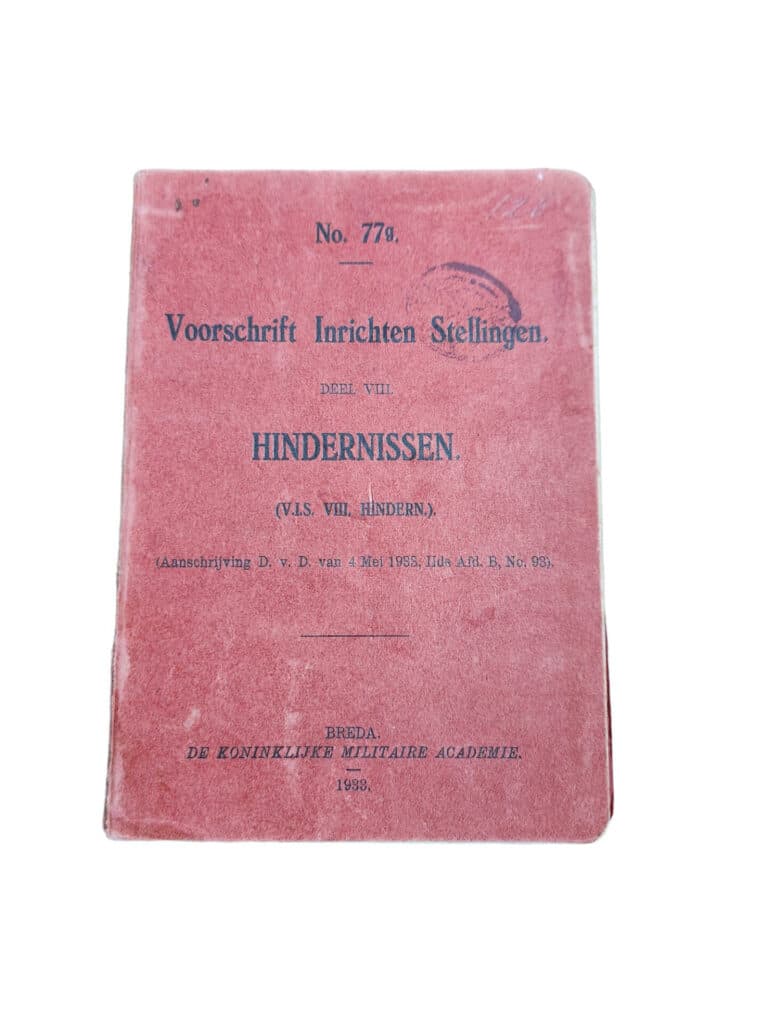 No. 77g.
Voorschrift Inrichten Stellingen.
DEEL VIII.
HINDERNISSEN.
(V.I.S. VIII, HINDERN.).
(Aanschrijving D. v. D. van 4 Mei 1933, IIde Afd. B, No. 93).
BREDA.
DE KONINKLIJKE MILITAIRE ACADEMIE.
1933.